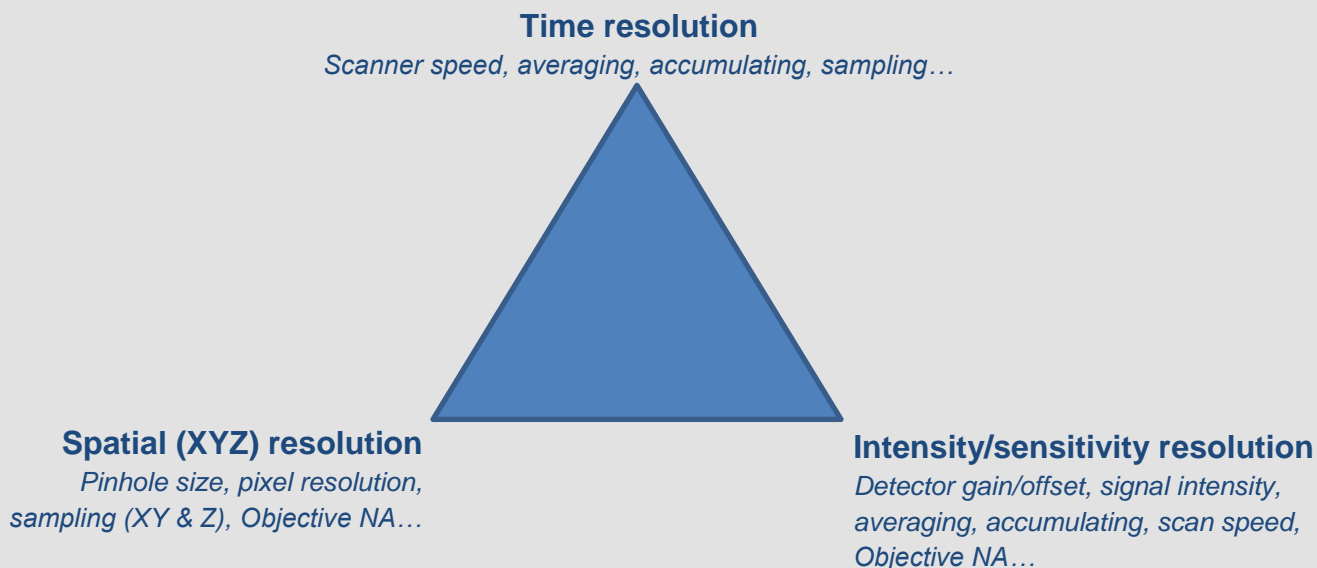 Time resolution
Scanner speed, averaging, accumulating, sampling…
Spatial (XYZ) resolution
Pinhole size, pixel resolution,
sampling (XY & Z), Objective NA…
Intensity/sensitivity resolution
Detector gain/offset, signal intensity,
averaging, accumulating, scan speed,
Objective NA…